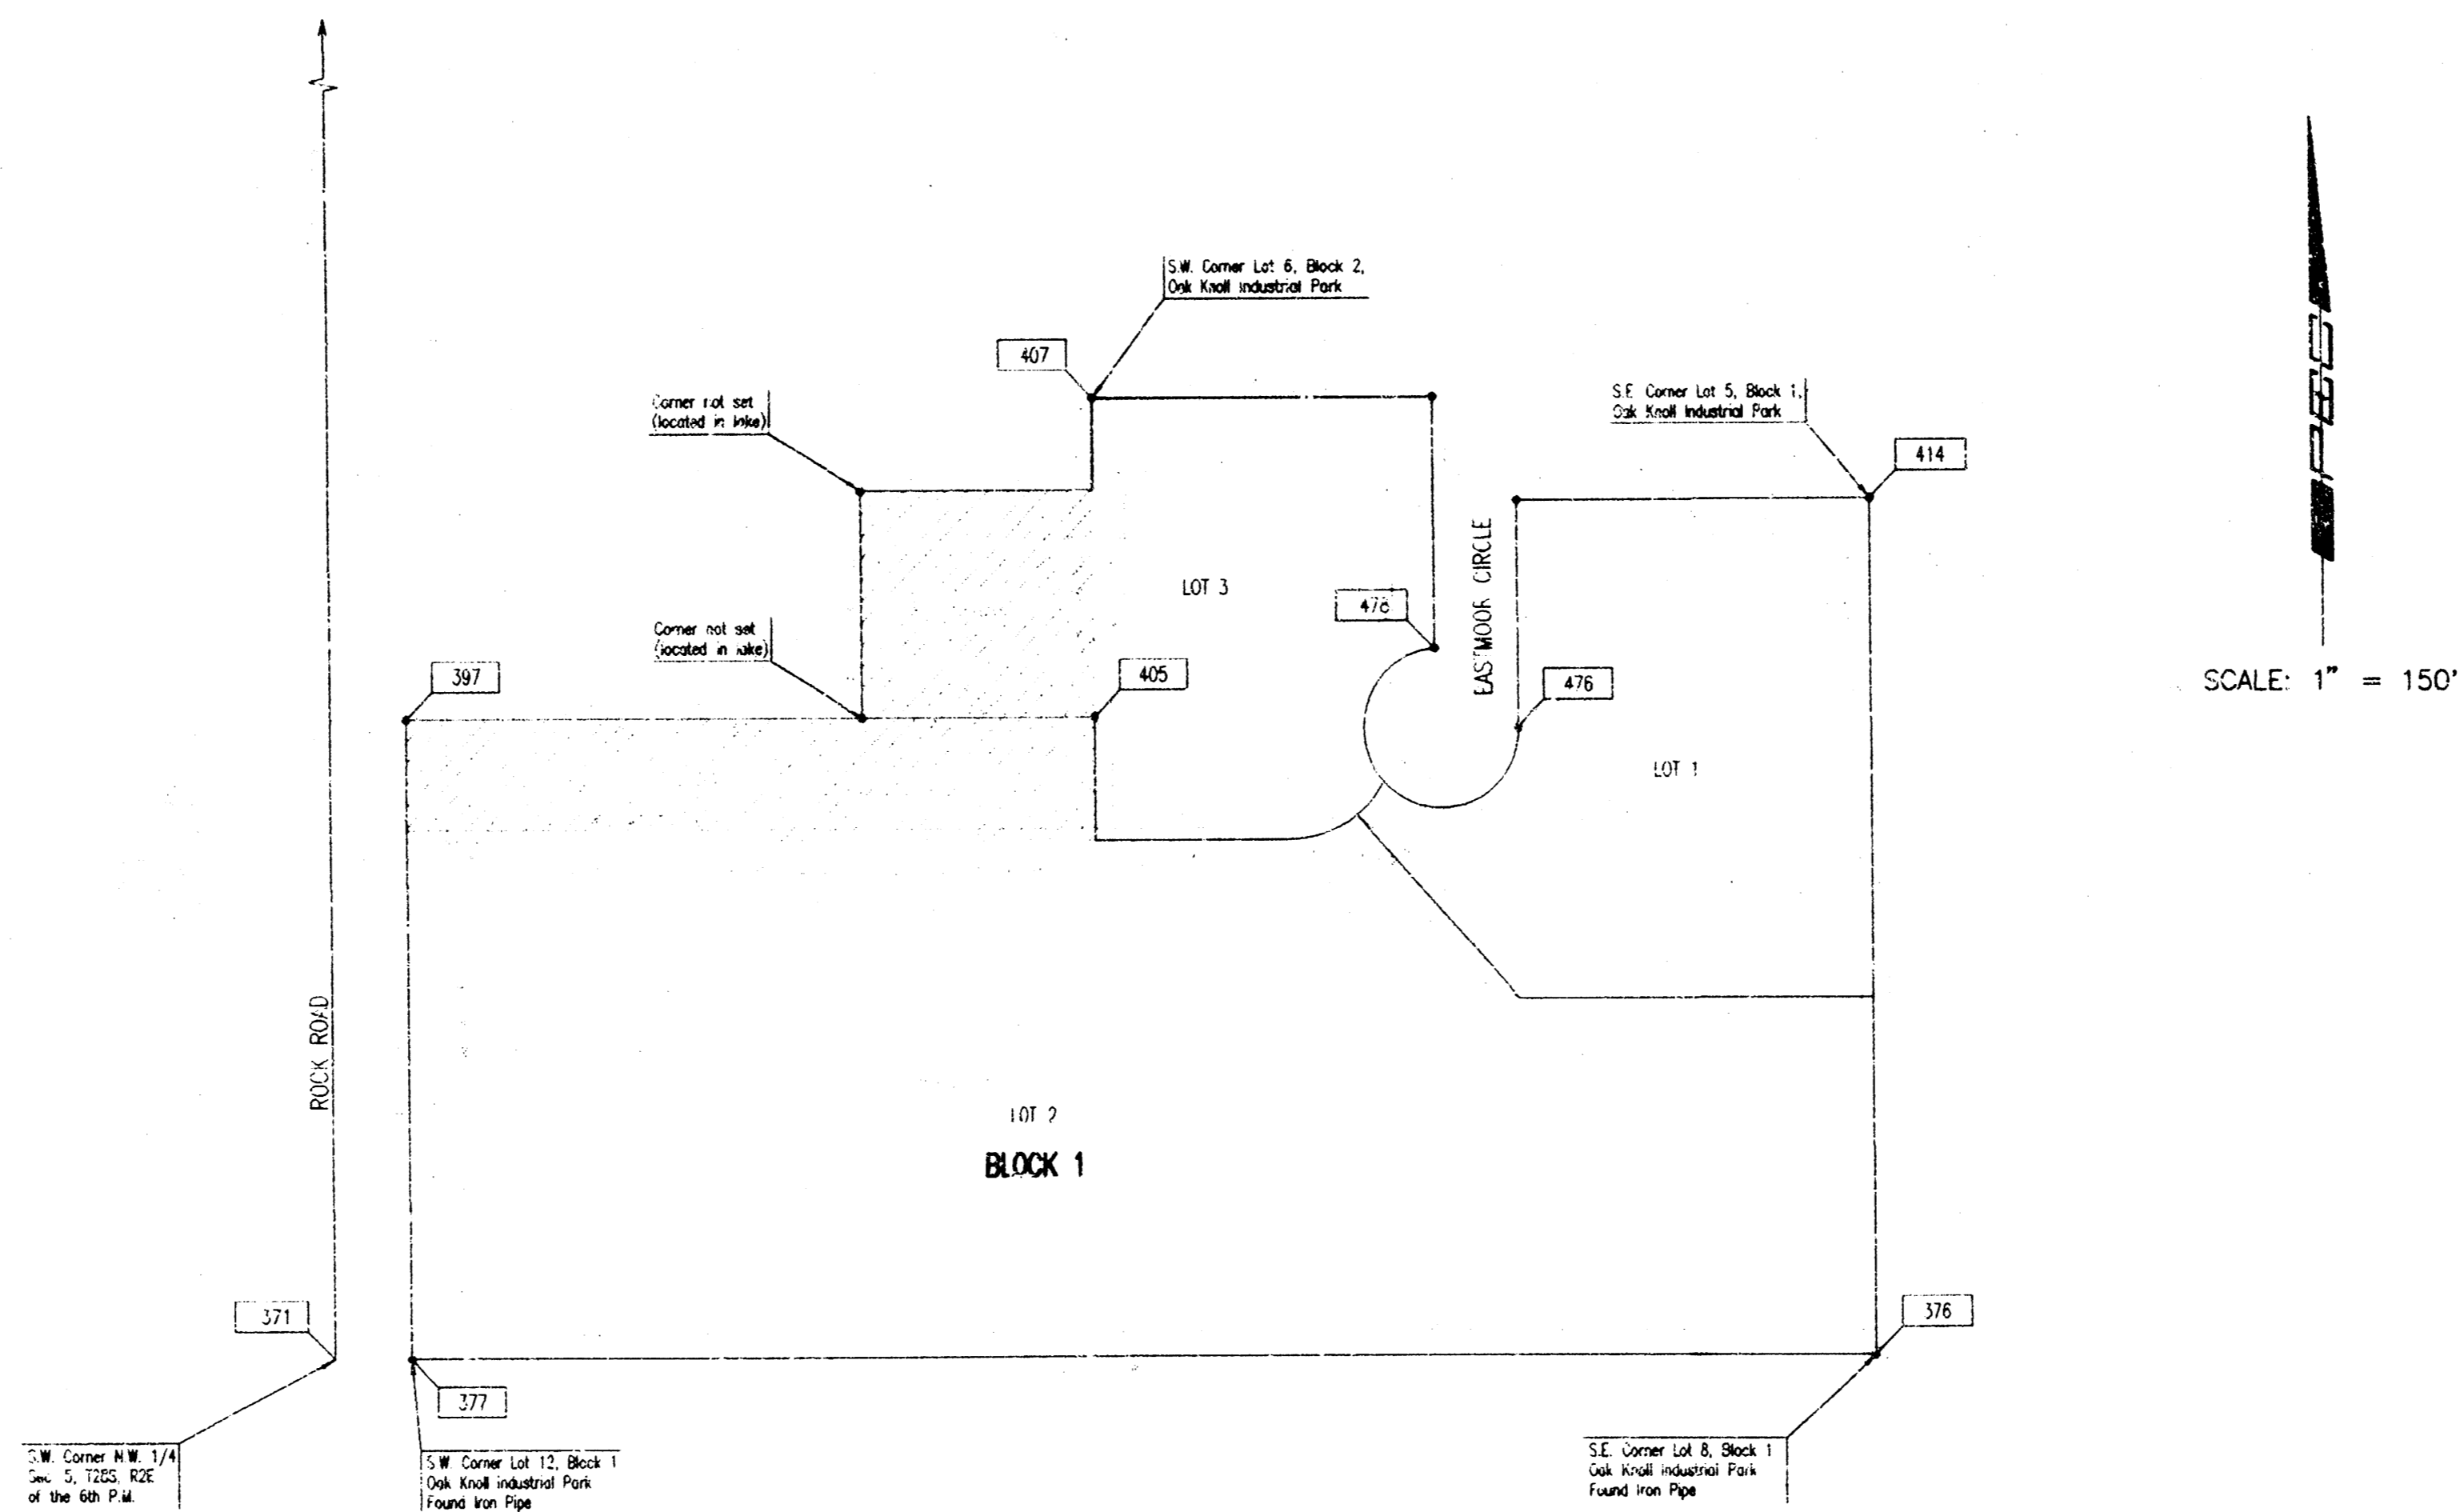 S.W. Corner Lot 6, Block 2,
Oak Knoll Industrial Park
407
Corner not set
(located in lake)
S.E. Corner Lot 5, Block 1,
Oak Knoll Industrial Park
414
EASTMOOR CIRCLE
LOT 3
478
Corner not set
(located in lake)
397
405
476
SCALE: 1" = 150'
LOT 1
ROCK ROAD
LOT 2
BLOCK 1
371
376
377
S.W. Corner N.W. 1/4
Sec. 5, T28S, R2E
of the 6th P.M.
S.W. Corner Lot 12, Block 1
Oak Knoll Industrial Park
Found Iron Pipe
S.E. Corner Lot 8, Block 1
Oak Knoll Industrial Park
Found Iron Pipe